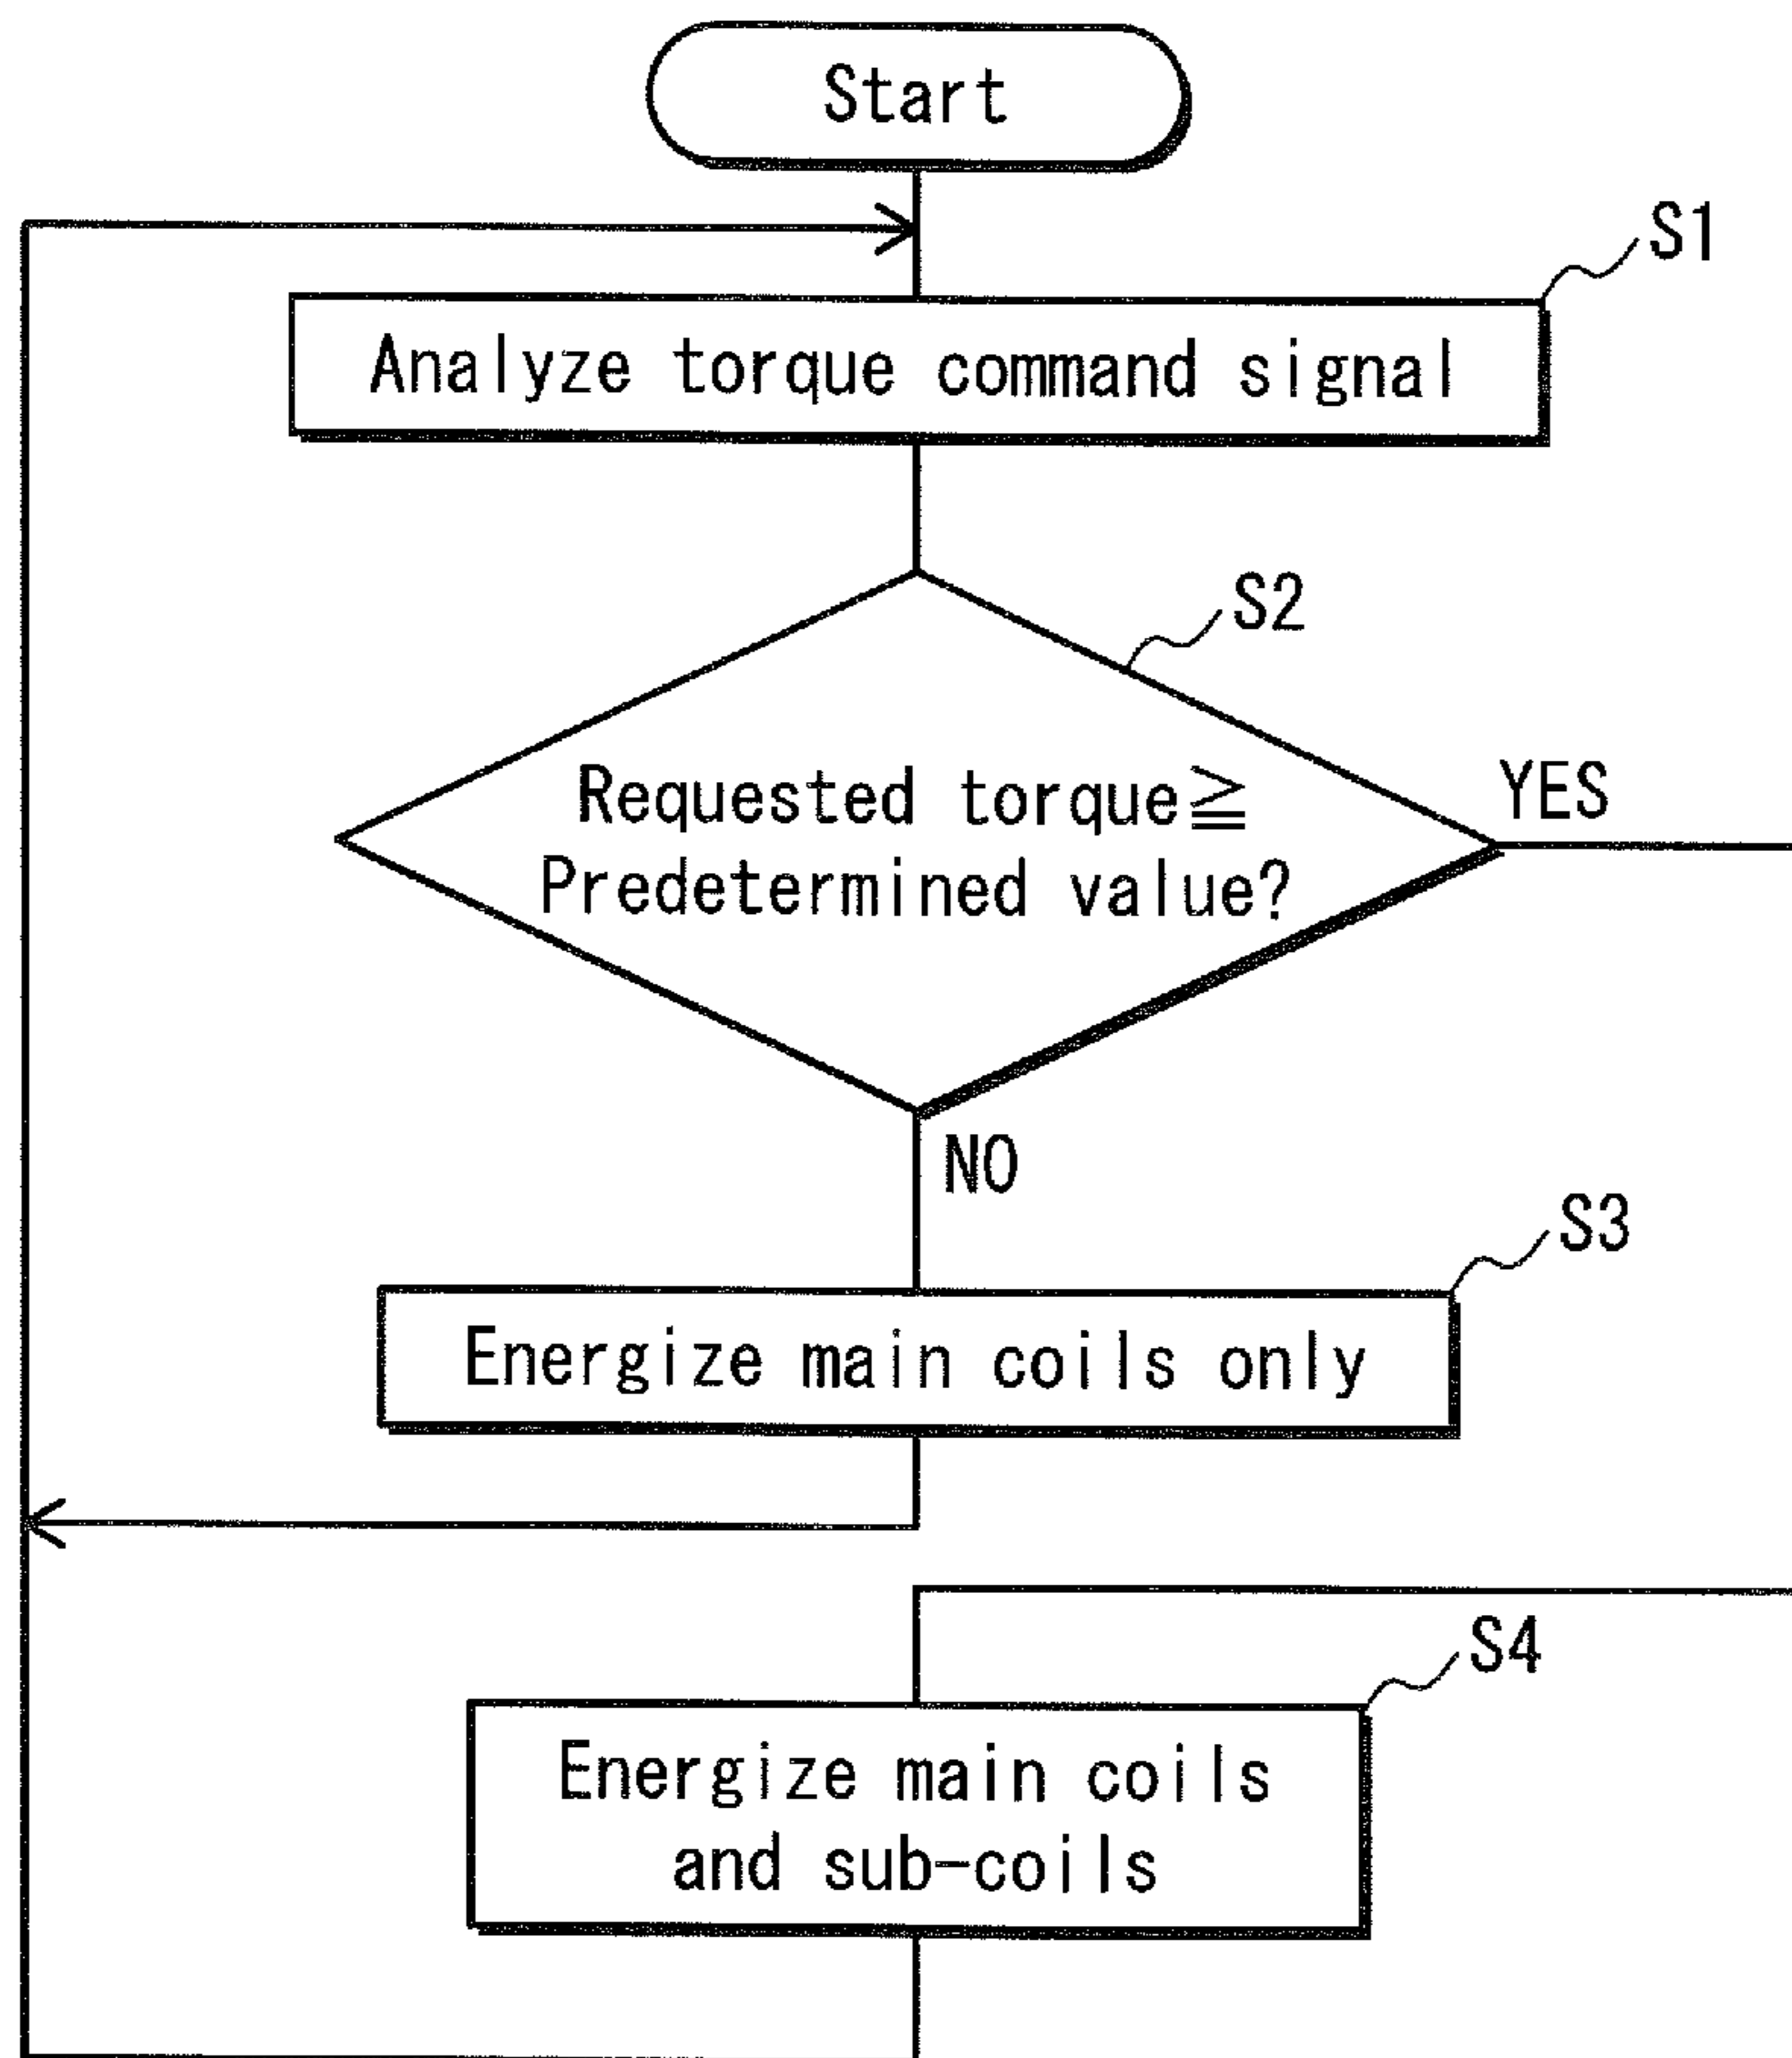 Start
S1
Analyze torque command signal
S2
Requested torque≧
Predetermined value?
YES
NO
S3
Energize main coils only
S4
Energize main coils
and sub-coils